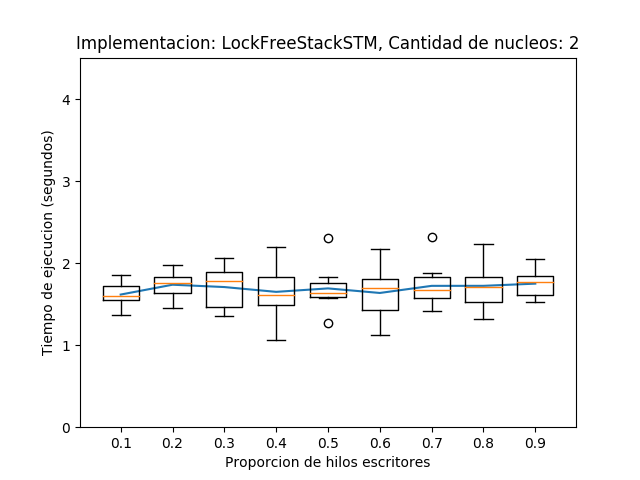 Implementacion: LockFreeStackSTM, Cantidad de nucleos: 2
Tiempo de ejecucion (segundos)
4
3
2
1
0
0.1 0.2 0.3 0.4 0.5 0.6 0.7 0.8 0.9
Proporcion de hilos escritores